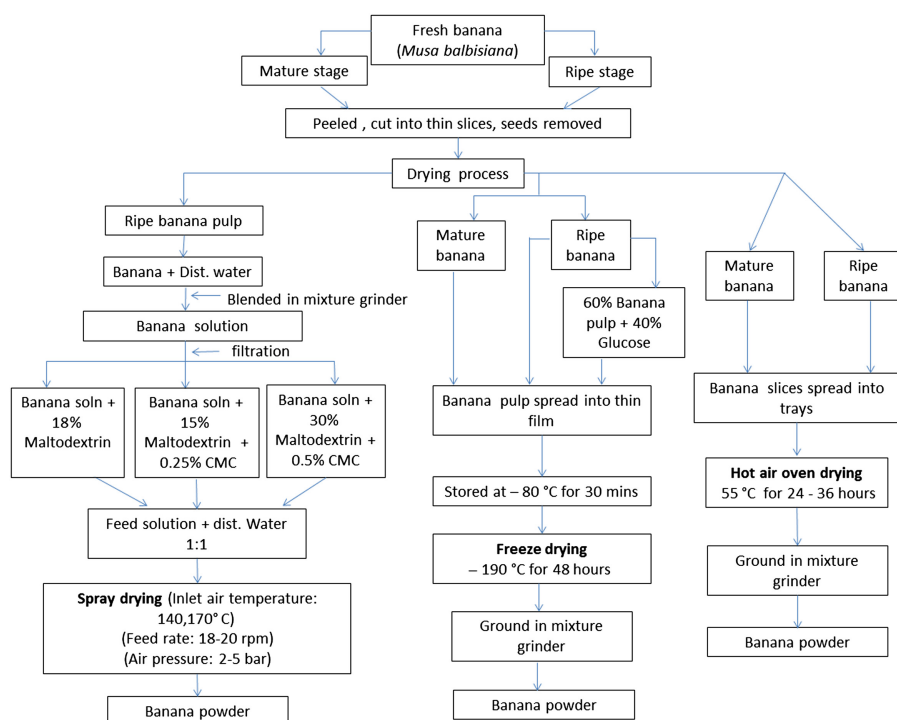 Fresh banana
(Musa balbisiana)
Mature stage
Ripe stage
Peeled , cut into thin slices, seeds removed
Drying process
Ripe banana pulp
Banana + Dist. water
Blended in mixture grinder
Banana solution
filtration
Banana soln +
18%
Maltodextrin
Banana soln +
15%
Maltodextrin +
0.25% CMC
Banana soln +
30%
Maltodextrin +
0.5% CMC
Feed solution + dist. Water
1:1
Spray drying (Inlet air temperature:
140,170° C)
(Feed rate: 18-20 rpm)
(Air pressure: 2-5 bar)
Banana powder
Mature
banana
Ripe
banana
60% Banana
pulp + 40%
Glucose
Banana pulp spread into thin
film
Stored at – 80 °C for 30 mins
Freeze drying
– 190 °C for 48 hours
Ground in mixture
grinder
Banana powder
Mature
banana
Ripe
banana
Banana slices spread into
trays
Hot air oven drying
55 °C for 24 - 36 hours
Ground in mixture
grinder
Banana powder